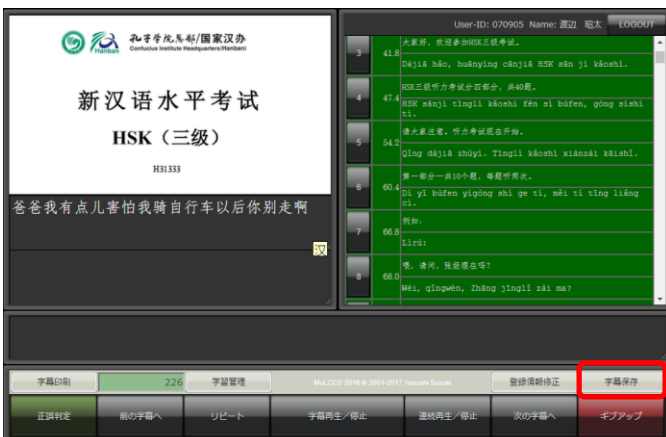 User-ID: 070905 Name: 渡辺 昭太 LOGOUT
孔子学院总部/国家汉办
Hanban
Confucius Institute Headquarters(Hanban)
新汉语水平考试
HSK（三级）
H31333
爸爸我有点儿害怕我骑自行车以后你别走啊
汉
3 41.8 大家好，欢迎参加HSK三级考试。
Dàjiā hǎo, huānyíng cānjiā HSK sān jí kǎoshì.
4 47.4 HSK三级听力考试分四部分，共40题。
HSK sānjí tīnglì kǎoshì fēn sì bùfen, gòng sìshí
tí.
5 54.2 请大家注意，听力考试现在开始。
Qǐng dàjiā zhùyì. Tīnglì kǎoshì xiànzài kāishǐ.
6 60.4 第一部分一共10个题，每题听两次。
Dì yī bùfen yīgòng shí ge tí, měi tí tīng liǎng
cì.
7 66.8 例如：
Lìrú:
8 68.0 喂，请问，张经理在吗？
Wéi, qǐngwèn, Zhāng jīnglǐ zài ma?
字幕印刷 226 学習管理 MuLCCS 2016 © 2001-2017 Yasushi Suzuki 登録情報修正 字幕保存
正誤判定 前の字幕へ リピート 字幕再生／停止 連続再生／停止 次の字幕へ ギブアップ